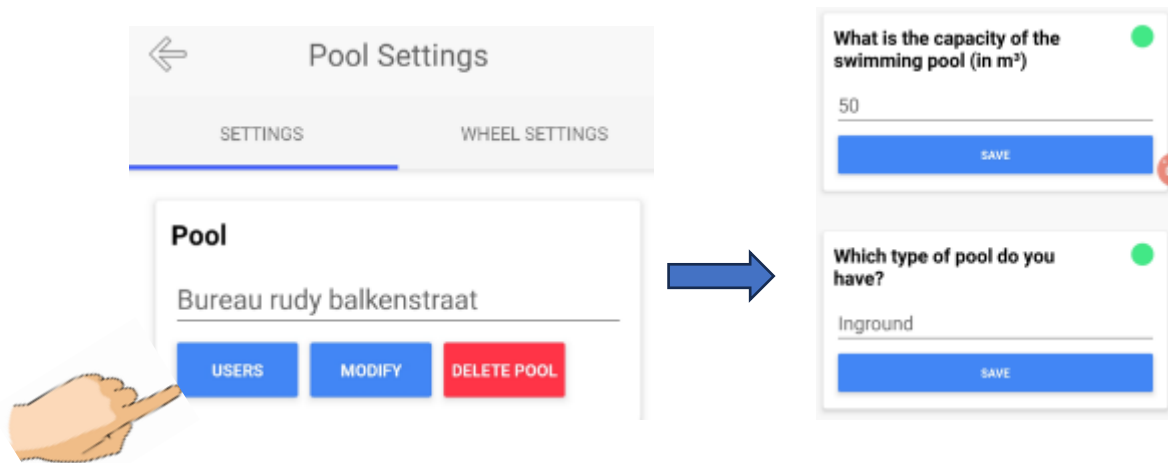 Pool Settings
SETTINGS WHEEL SETTINGS
Pool
Bureau rudy balkenstraat
USERS MODIFY DELETE POOL
What is the capacity of the
swimming pool (in m³)
50
SAVE
Which type of pool do you
have?
Inground
SAVE